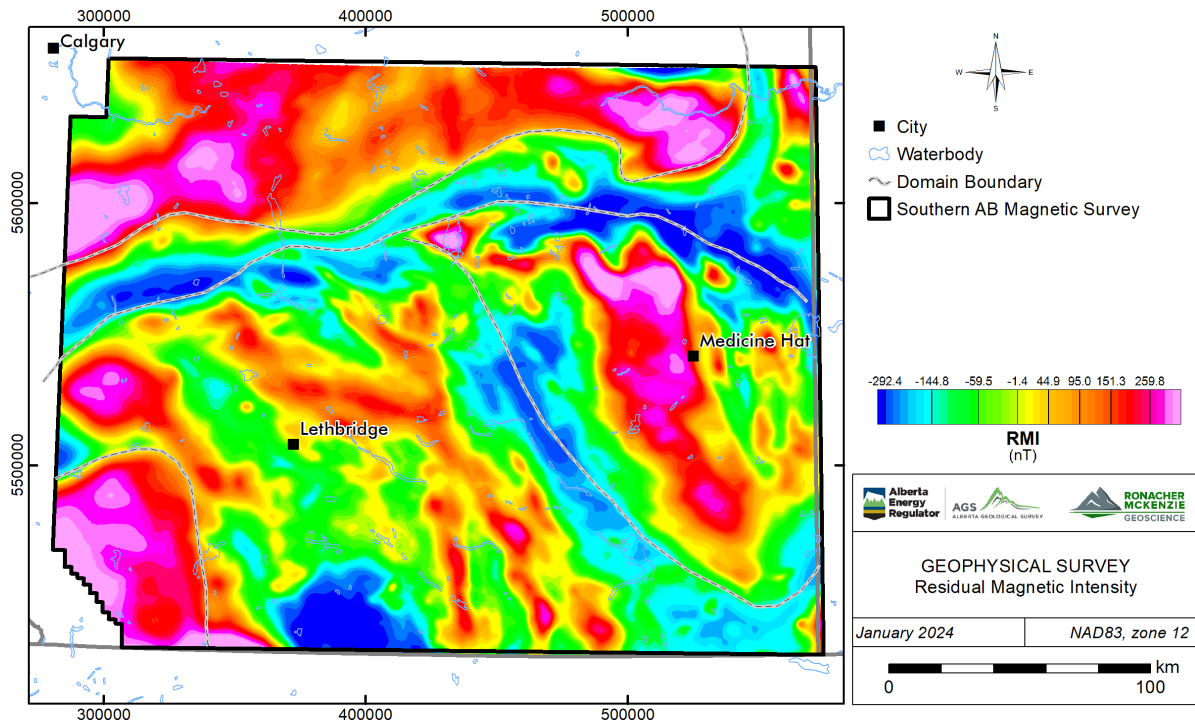 300000 400000 500000
Calgary
5600000
5500000
Medicine Hat
Lethbridge
300000 400000 500000
N
W E
S
City
Waterbody
Domain Boundary
Southern AB Magnetic Survey
-292.4 -144.8 -59.5 -1.4 44.9 95.0 151.3 259.8
RMI
(nT)
Alberta
Energy
Regulator
AGS
ALBERTA GEOLOGICAL SURVEY
RONACHER
MCKENZIE
GEOSCIENCE
GEOPHYSICAL SURVEY
Residual Magnetic Intensity
January 2024 NAD83, zone 12
km
0 100